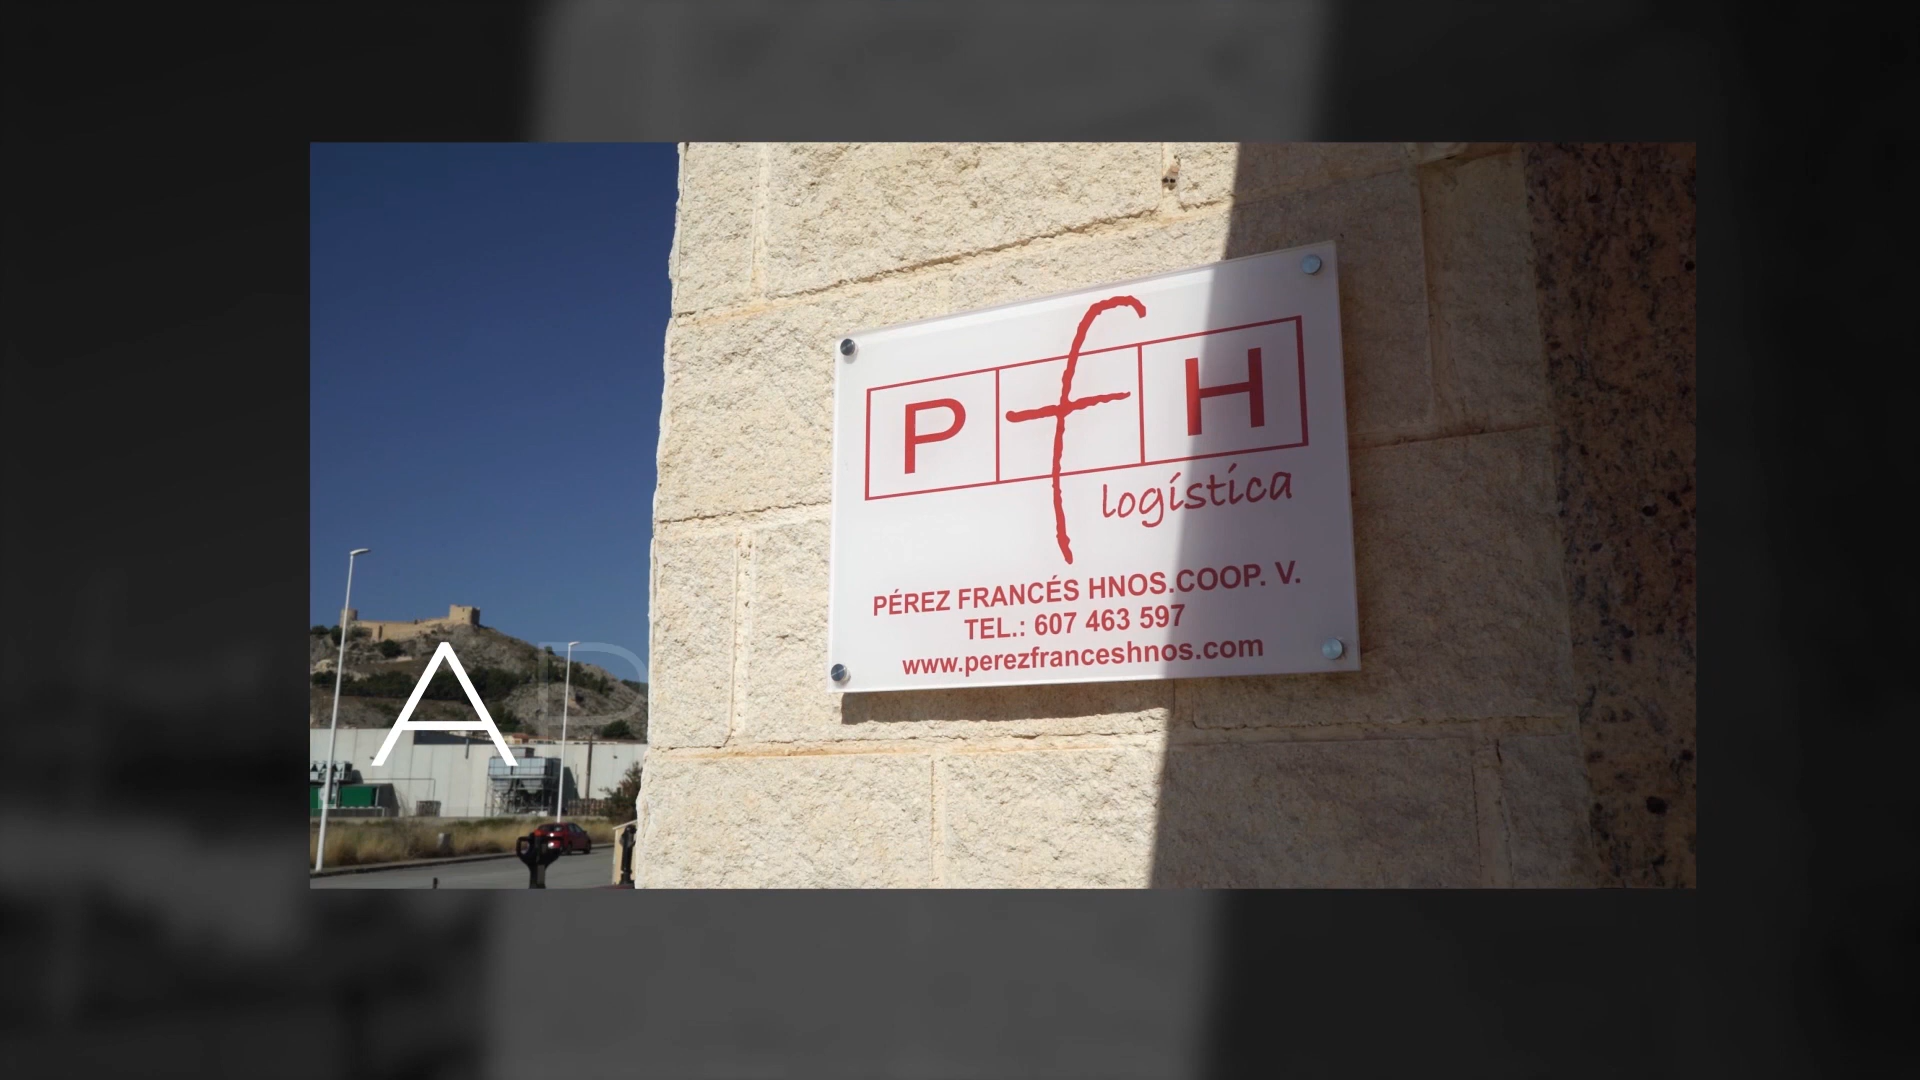 P f H
logística
PÉREZ FRANCÉS HNOS.COOP. V.
TEL.: 607 463 597
www.perezfranceshnos.com
A